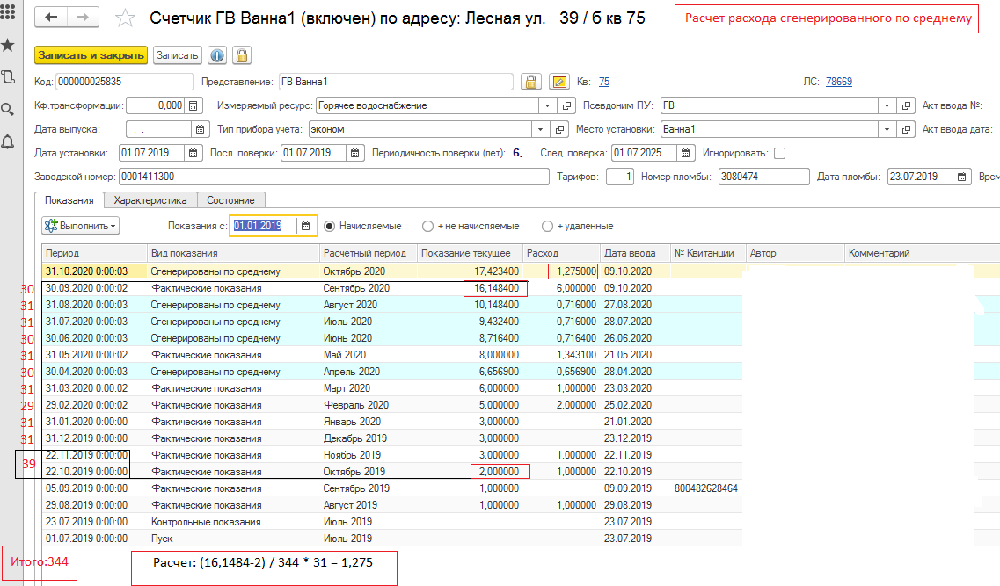 Счетчик ГВ Ванна1 (включен) по адресу: Лесная ул. 39 / б кв 75
Расчет расхода сгенерированного по среднему
Записать и закрыть Записать
Код: 000000025835 Представление: ГВ Ванна1 Кв: 75 ЛС: 78669
Кф.трансформации: 0,000 Измеряемый ресурс: Горячее водоснабжение Псевдоним ПУ: ГВ Акт ввода №:
Дата выпуска: . . Тип прибора учета: эконом Место установки: Ванна1 Акт ввода дата:
Дата установки: 01.07.2019 Посл. поверки: 01.07.2019 Периодичность поверки (лет): 6,... След. поверка: 01.07.2025 Игнорировать:
Заводской номер: 0001411300 Тарифов: 1 Номер пломбы: 3080474 Дата пломбы: 23.07.2019 Врем
Показания Характеристика Состояние
Выполнить Показания с: 01.01.2019 Начисляемые + не начисляемые + удаленные
Период Вид показания Расчетный период Показание текущее Расход Дата ввода № Квитанции Автор Комментарий
31.10.2020 0:00:03 Сгенерированы по среднему Октябрь 2020 17,423400 1,275000 09.10.2020
30 30.09.2020 0:00:02 Фактические показания Сентябрь 2020 16,148400 6,000000 09.10.2020
31 31.08.2020 0:00:03 Сгенерированы по среднему Август 2020 10,148400 0,716000 27.08.2020
31 31.07.2020 0:00:03 Сгенерированы по среднему Июль 2020 9,432400 0,716000 28.07.2020
30 30.06.2020 0:00:03 Сгенерированы по среднему Июнь 2020 8,716400 0,716400 26.06.2020
31 31.05.2020 0:00:02 Фактические показания Май 2020 8,000000 1,343100 21.05.2020
30 30.04.2020 0:00:03 Сгенерированы по среднему Апрель 2020 6,656900 0,656900 28.04.2020
31 31.03.2020 0:00:02 Фактические показания Март 2020 6,000000 1,000000 23.03.2020
29 29.02.2020 0:00:02 Фактические показания Февраль 2020 5,000000 2,000000 25.02.2020
31 31.01.2020 0:00:00 Фактические показания Январь 2020 3,000000 21.01.2020
31 31.12.2019 0:00:00 Фактические показания Декабрь 2019 3,000000 23.12.2019
39 22.11.2019 0:00:00 Фактические показания Ноябрь 2019 3,000000 1,000000 22.11.2019
22.10.2019 0:00:00 Фактические показания Октябрь 2019 2,000000 1,000000 22.10.2019
05.09.2019 0:00:00 Фактические показания Сентябрь 2019 1,000000 09.09.2019 800482628464
29.08.2019 0:00:00 Фактические показания Август 2019 1,000000 1,000000 29.08.2019
23.07.2019 0:00:00 Контрольные показания Июль 2019 23.07.2019
01.07.2019 0:00:00 Пуск Июль 2019 23.07.2019
Итого:344
Расчет: (16,1484-2) / 344 * 31 = 1,275